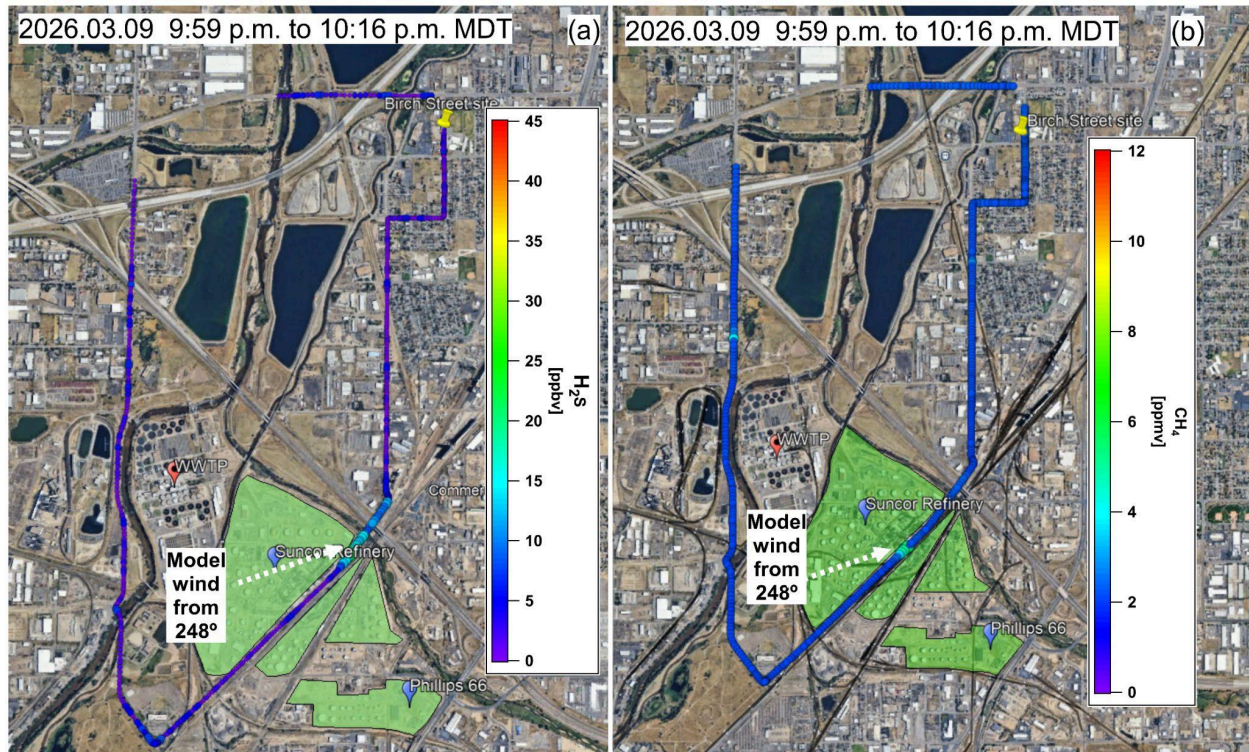 2026.03.09 9:59 p.m. to 10:16 p.m. MDT
(a)
Birch Street site
45
40
35
30
25
20
15
10
5
0
H₂S
[ppbv]
WWTP
Commer
Suncor Refinery
Model
wind
from
248º
Phillips 66
2026.03.09 9:59 p.m. to 10:16 p.m. MDT
(b)
Birch Street site
12
10
8
6
4
2
0
CH₄
[ppmv]
WWTP
Suncor Refinery
Model
wind
from
248º
Phillips 66